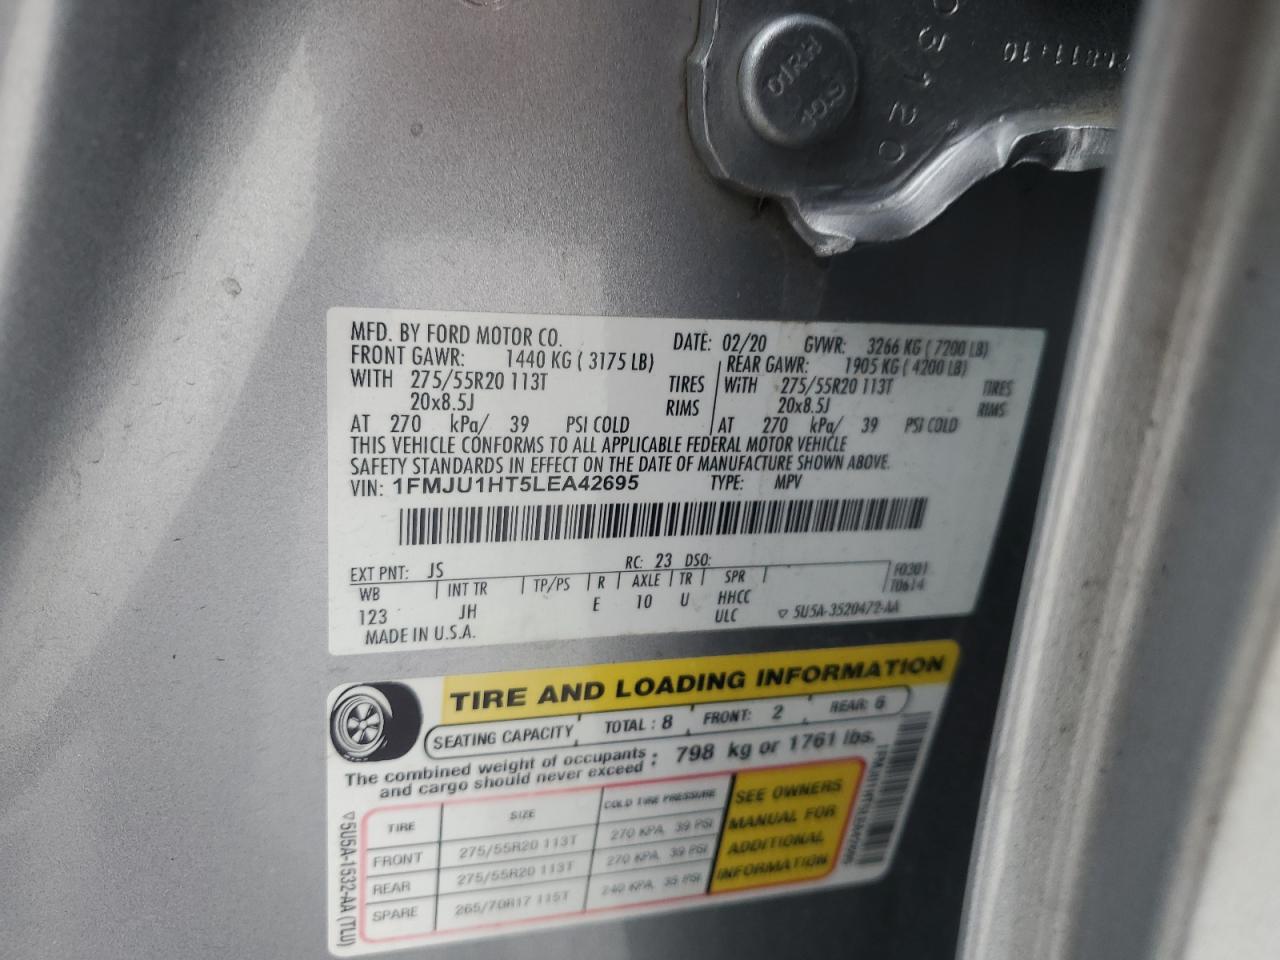 03120
MFD. BY FORD MOTOR CO. DATE: 02/20 GVWR: 3266 KG ( 7200 LB)
FRONT GAWR: 1440 KG ( 3175 LB) REAR GAWR: 1905 KG ( 4200 LB)
WITH 275/55R20 113T TIRES WITH 275/55R20 113T TIRES
20x8.5J RIMS 20x8.5J RIMS
AT 270 kPa/ 39 PSI COLD AT 270 kPa/ 39 PSI COLD
THIS VEHICLE CONFORMS TO ALL APPLICABLE FEDERAL MOTOR VEHICLE
SAFETY STANDARDS IN EFFECT ON THE DATE OF MANUFACTURE SHOWN ABOVE.
VIN: 1FMJU1HT5LEA42695 TYPE: MPV
EXT PNT: JS RC: 23 DSO: F0301
WB INT TR TP/PS R AXLE TR SPR T0614
123 JH E 10 U HHCC
ULC 5U5A-3520472-AA
MADE IN U.S.A.
TIRE AND LOADING INFORMATION
SEATING CAPACITY TOTAL : 8 FRONT: 2 REAR: 6
The combined weight of occupants and cargo should never exceed : 798 kg or 1761 lbs.
TIRE SIZE COLD TIRE PRESSURE
FRONT 275/55R20 113T 270 KPA, 39 PSI
REAR 275/55R20 113T 270 KPA, 39 PSI
SPARE 265/70R17 115T 240 KPA, 35 PSI
SEE OWNERS
MANUAL FOR
ADDITIONAL
INFORMATION
5U5A-1532-AA (TLU)
1FMJU1HT5LEA42695